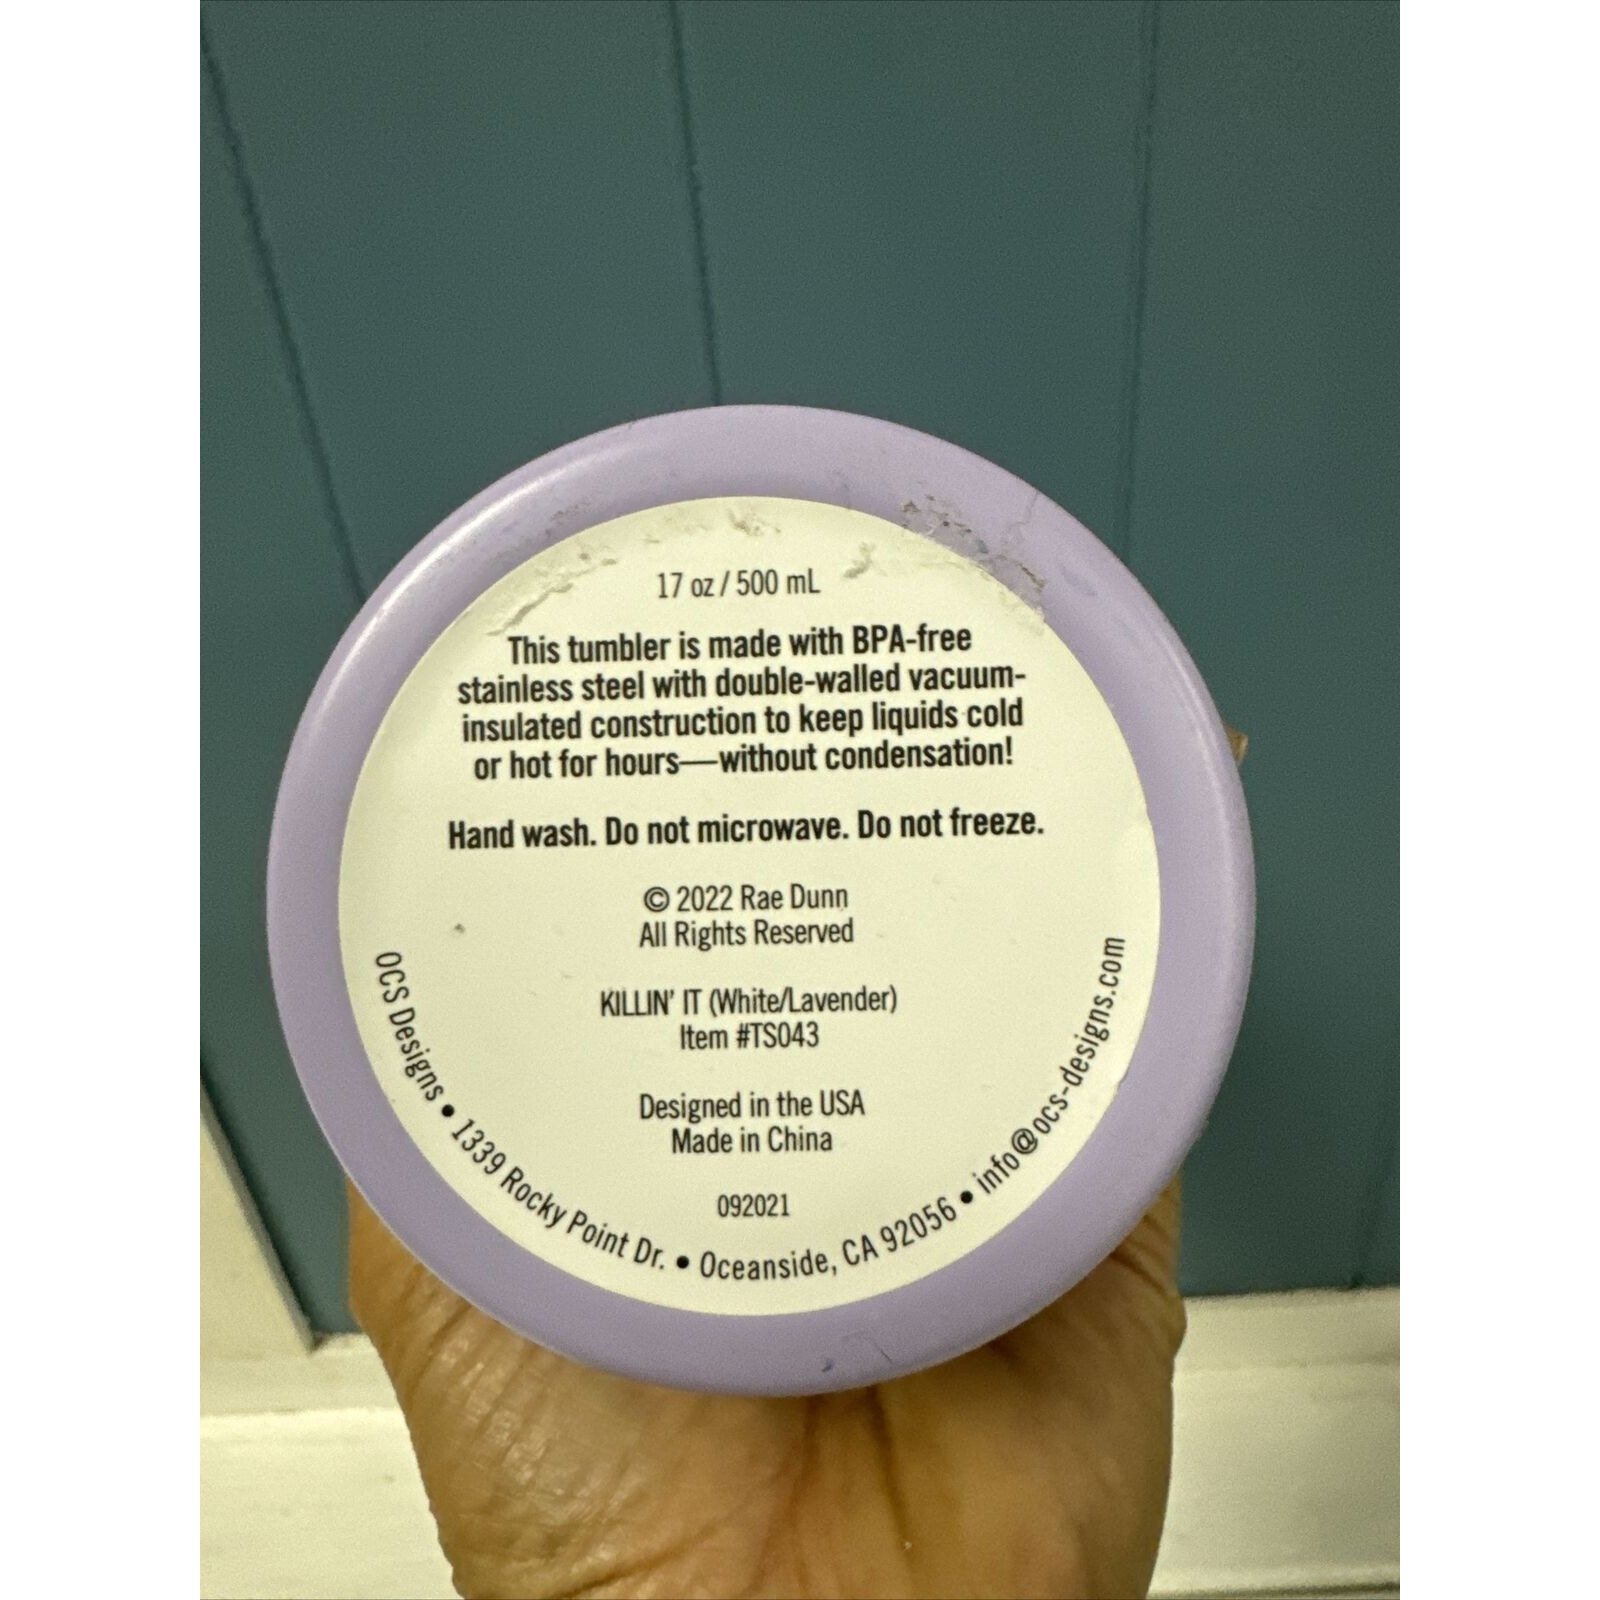 17 oz / 500 mL
This tumbler is made with BPA-free
stainless steel with double-walled vacuum-
insulated construction to keep liquids cold
or hot for hours—without condensation!
Hand wash. Do not microwave. Do not freeze.
© 2022 Rae Dunn
All Rights Reserved
KILLIN' IT (White/Lavender)
Item #TS043
Designed in the USA
Made in China
092021
OCS Designs • 1339 Rocky Point Dr. • Oceanside, CA 92056 • info@ocs-designs.com